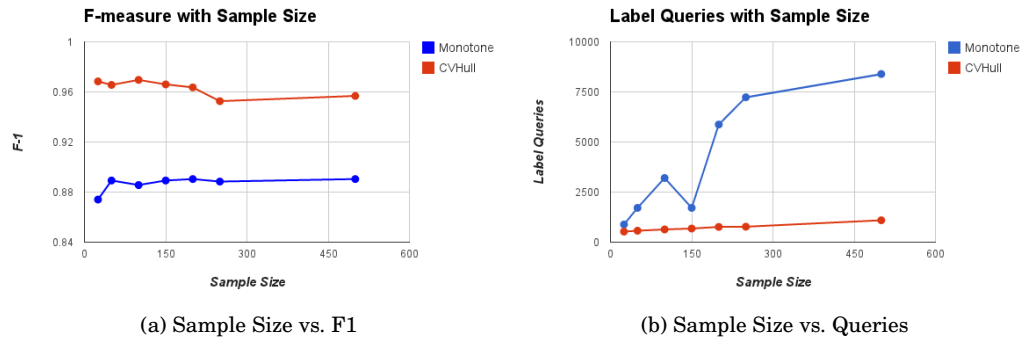 F-measure with Sample Size
1
0.96
0.92
0.88
0.84
F-1
0
150
300
450
600
Sample Size
Monotone
CVHull
(a) Sample Size vs. F1
Label Queries with Sample Size
10000
7500
5000
2500
0
Label Queries
0
150
300
450
600
Sample Size
Monotone
CVHull
(b) Sample Size vs. Queries